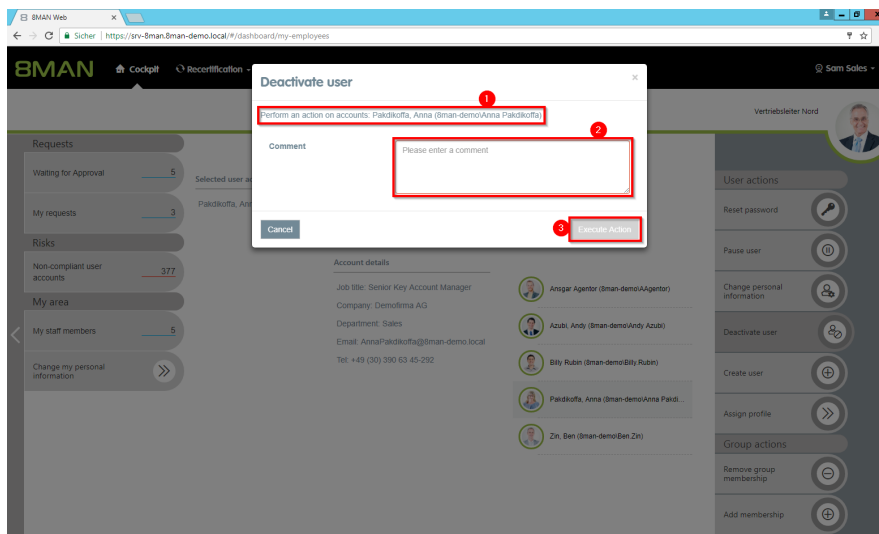 8MAN Web
Sicher | https://srv-8man.8man-demo.local/#/dashboard/my-employees
8MAN
Cockpit
Recertification
Sam Sales
Deactivate user
×
1
Perform an action on accounts: Pakdikoffa, Anna (8man-demo\Anna Pakdikoffa)
Vertriebsleiter Nord
2
Comment
Please enter a comment
Cancel
3
Execute Action
Requests
Waiting for Approval
5
My requests
3
Risks
Non-compliant user
accounts
377
My area
My staff members
5
Change my personal
information
Selected user
Pakdikoffa,
Account details
Job title: Senior Key Account Manager
Company: Demofirma AG
Department: Sales
Email: AnnaPakdikoffa@8man-demo.local
Tel: +49 (30) 390 63 45-292
Ansgar Agentor (8man-demo\AAgentor)
Azubi, Andy (8man-demo\Andy Azubi)
Billy Rubin (8man-demo\Billy.Rubin)
Pakdikoffa, Anna (8man-demo\Anna Pakdi...
Zin, Ben (8man-demo\Ben.Zin)
User actions
Reset password
Pause user
Change personal
information
Deactivate user
Create user
Assign profile
Group actions
Remove group
membership
Add membership